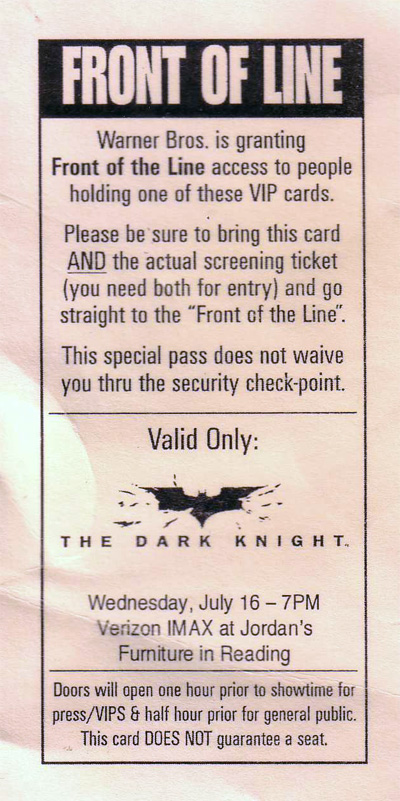 FRONT OF LINE
Warner Bros. is granting
Front of the Line access to people
holding one of these VIP cards.
Please be sure to bring this card
AND the actual screening ticket
(you need both for entry) and go
straight to the “Front of the Line”.
This special pass does not waive
you thru the security check-point.
Valid Only:
THE DARK KNIGHT™
Wednesday, July 16 – 7PM
Verizon IMAX at Jordan's
Furniture in Reading
Doors will open one hour prior to showtime for
press/VIPS & half hour prior for general public.
This card DOES NOT guarantee a seat.